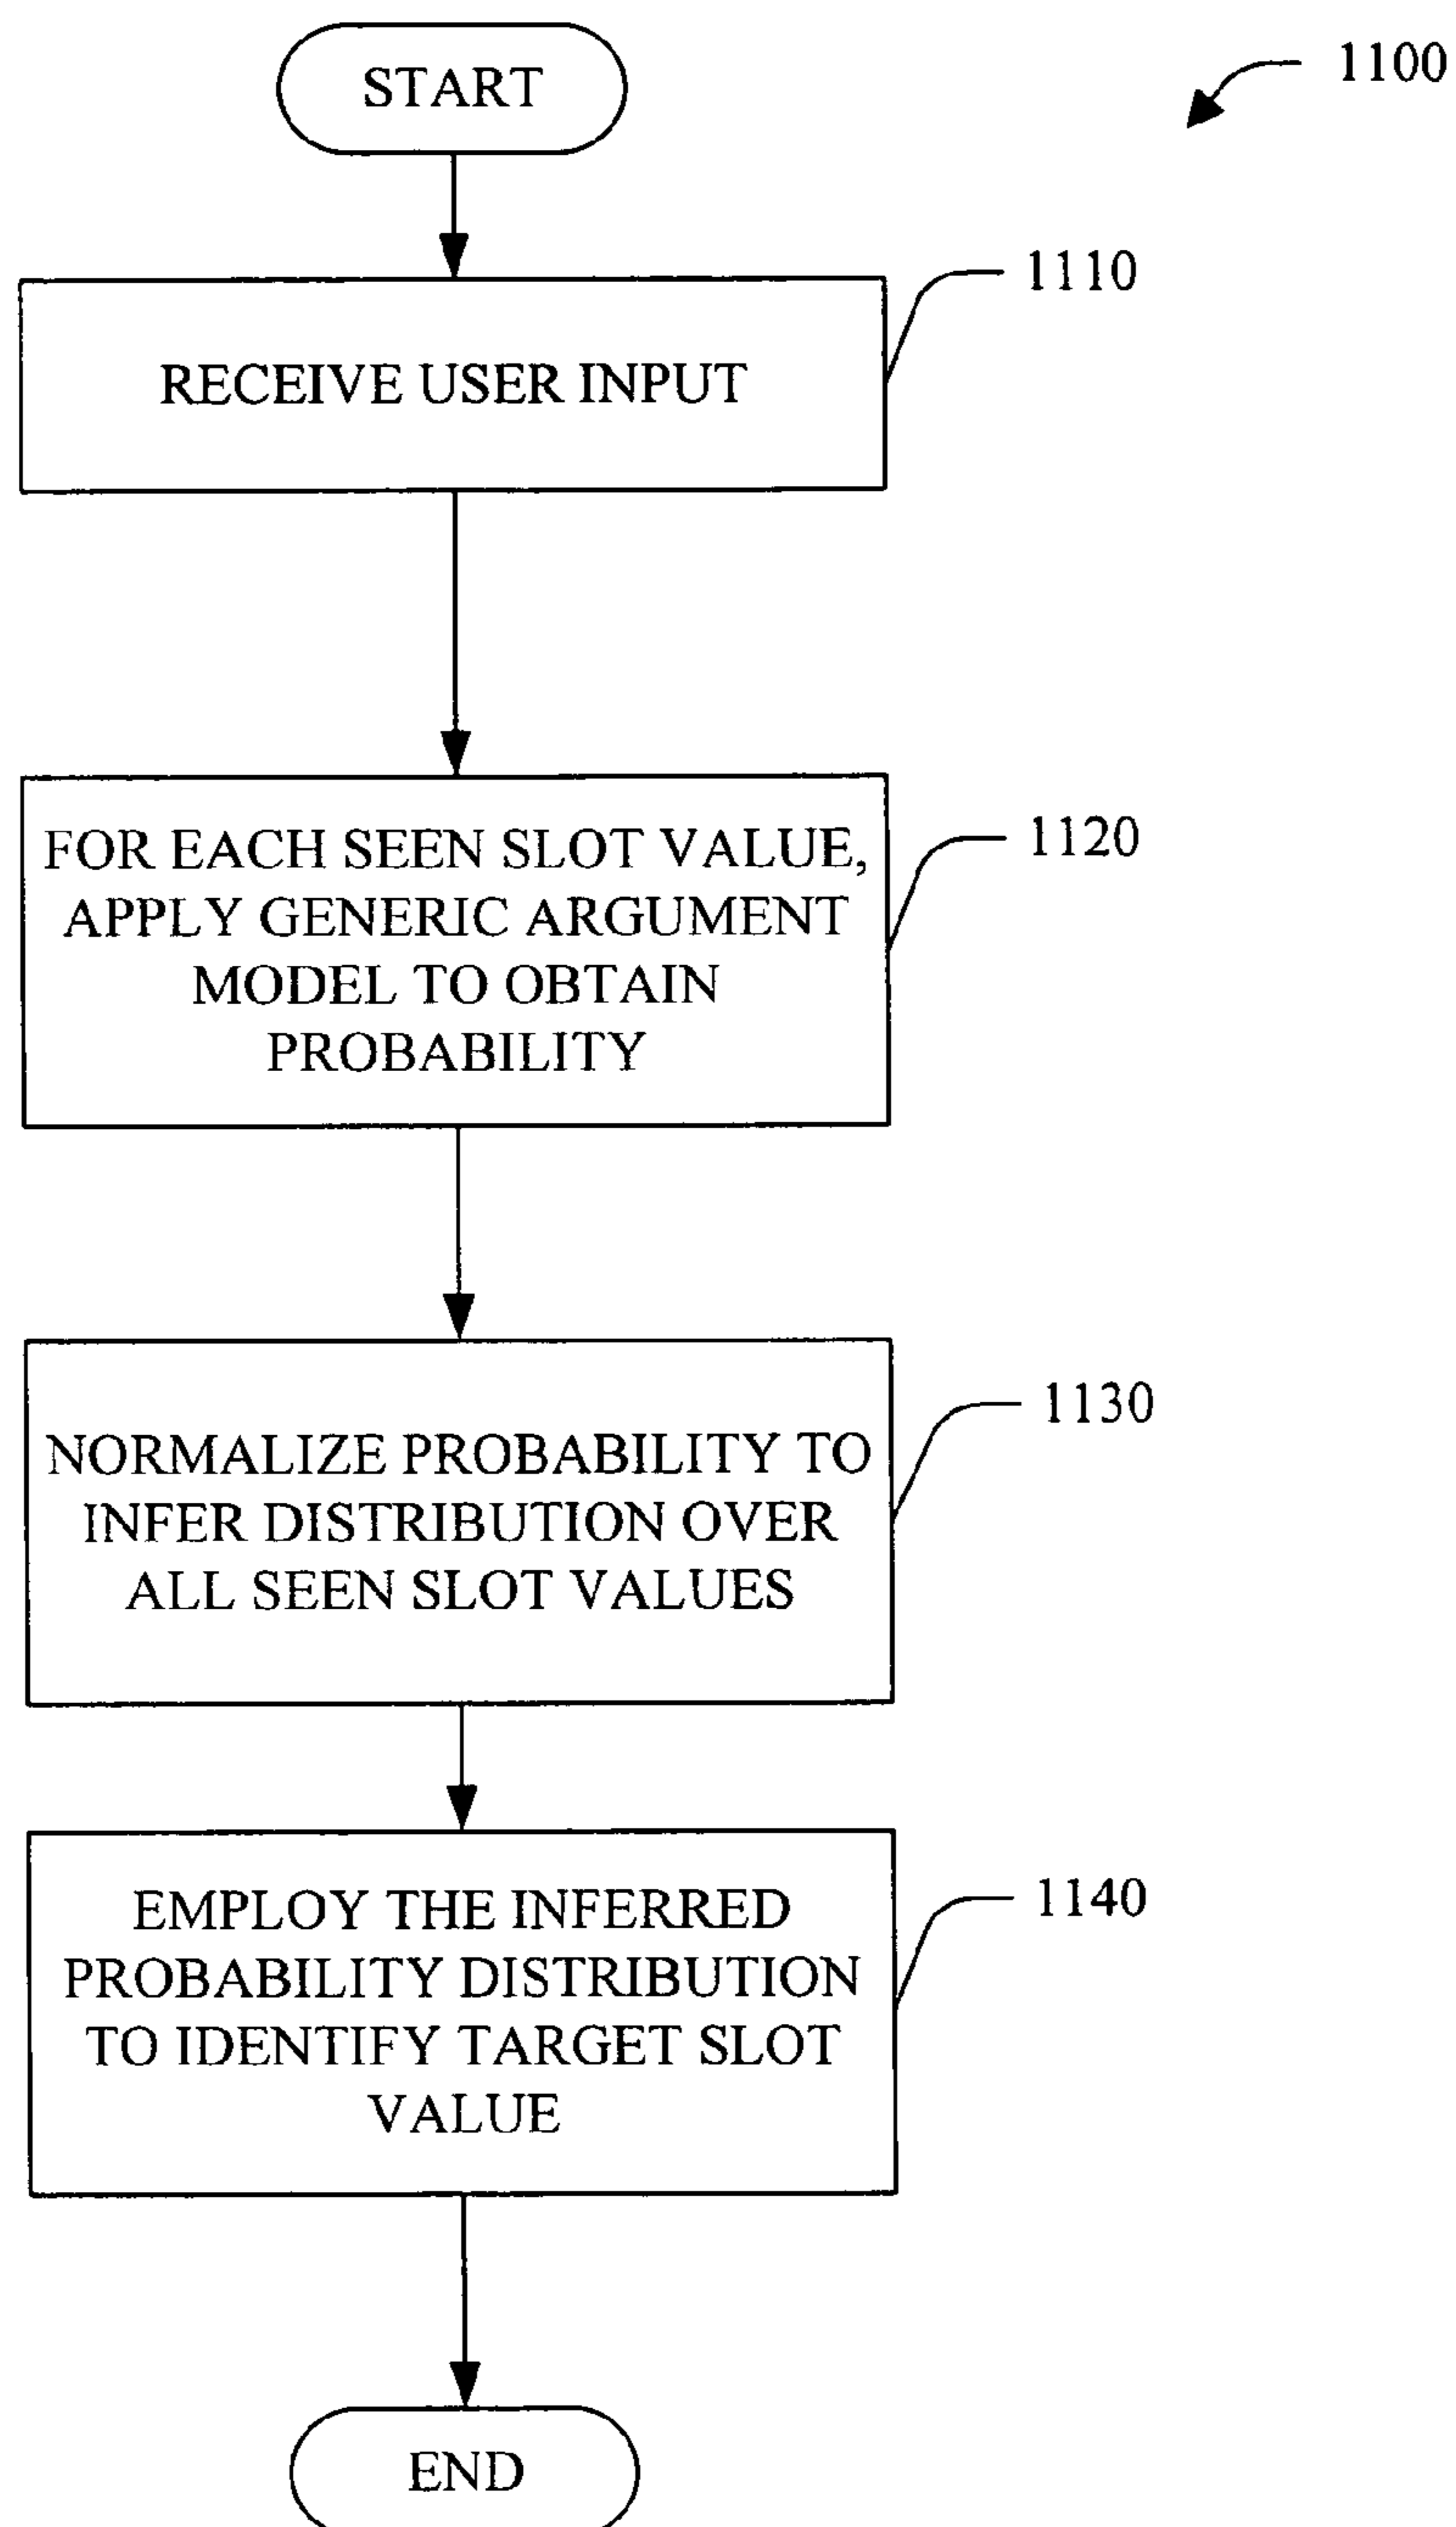 START
1100
1110
RECEIVE USER INPUT
1120
FOR EACH SEEN SLOT VALUE,
APPLY GENERIC ARGUMENT
MODEL TO OBTAIN
PROBABILITY
1130
NORMALIZE PROBABILITY TO
INFER DISTRIBUTION OVER
ALL SEEN SLOT VALUES
1140
EMPLOY THE INFERRED
PROBABILITY DISTRIBUTION
TO IDENTIFY TARGET SLOT
VALUE
END